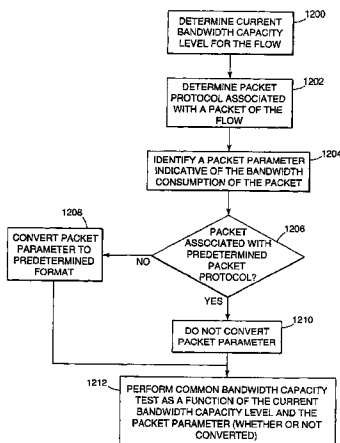 1200
DETERMINE CURRENT
BANDWIDTH CAPACITY
LEVEL FOR THE FLOW
1202
DETERMINE PACKET
PROTOCOL ASSOCIATED
WITH A PACKET OF THE
FLOW
1204
IDENTIFY A PACKET PARAMETER
INDICATIVE OF THE BANDWIDTH
CONSUMPTION OF THE PACKET
1206
PACKET
ASSOCIATED WITH
PREDETERMINED
PACKET
PROTOCOL?
NO
YES
1208
CONVERT PACKET
PARAMETER TO
PREDETERMINED
FORMAT
1210
DO NOT CONVERT
PACKET PARAMETER
1212
PERFORM COMMON BANDWIDTH CAPACITY
TEST AS A FUNCTION OF THE CURRENT
BANDWIDTH CAPACITY LEVEL AND THE
PACKET PARAMETER (WHETHER OR NOT
CONVERTED)